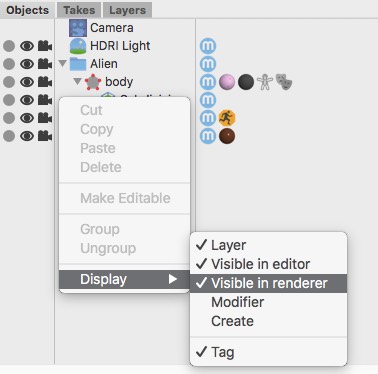 Objects Takes Layers
Camera
HDRI Light
Alien
body
Cut
Copy
Paste
Delete
Make Editable
Group
Ungroup
Display
Layer
Visible in editor
Visible in renderer
Modifier
Create
Tag